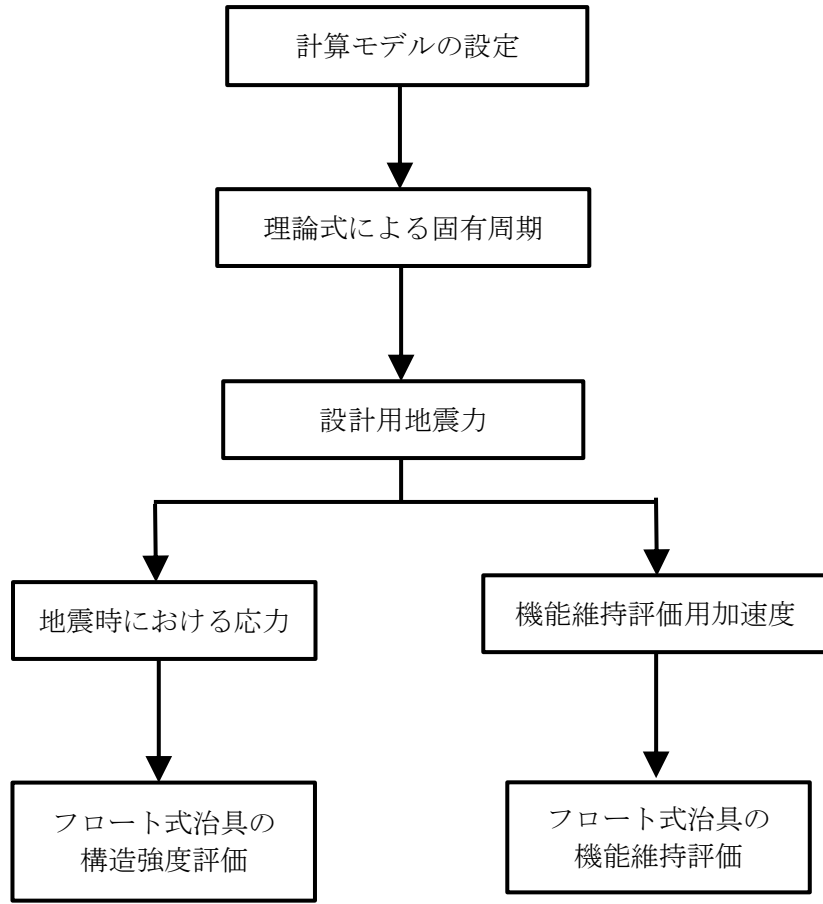 計算モデルの設定
理論式による固有周期
設計用地震力
地震時における応力
機能維持評価用加速度
フロート式治具の
構造強度評価
フロート式治具の
機能維持評価